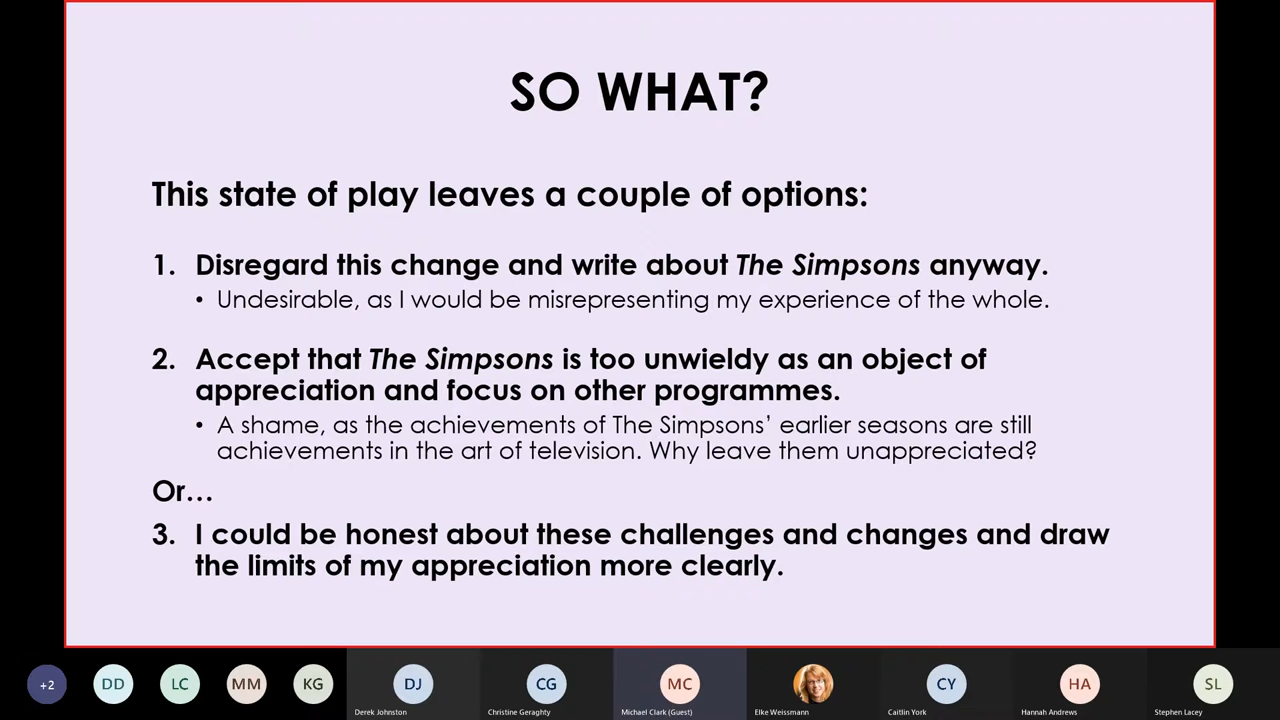 SO WHAT?
This state of play leaves a couple of options:
1. Disregard this change and write about The Simpsons anyway.
• Undesirable, as I would be misrepresenting my experience of the whole.
2. Accept that The Simpsons is too unwieldy as an object of
appreciation and focus on other programmes.
• A shame, as the achievements of The Simpsons’ earlier seasons are still
achievements in the art of television. Why leave them unappreciated?
Or…
3. I could be honest about these challenges and changes and draw
the limits of my appreciation more clearly.
+2 DD LC MM KG DJ CG MC CY HA SL
Derek Johnston Christine Geraghty Michael Clark (Guest) Elke Weissmann Caitlin York Hannah Andrews Stephen Lacey